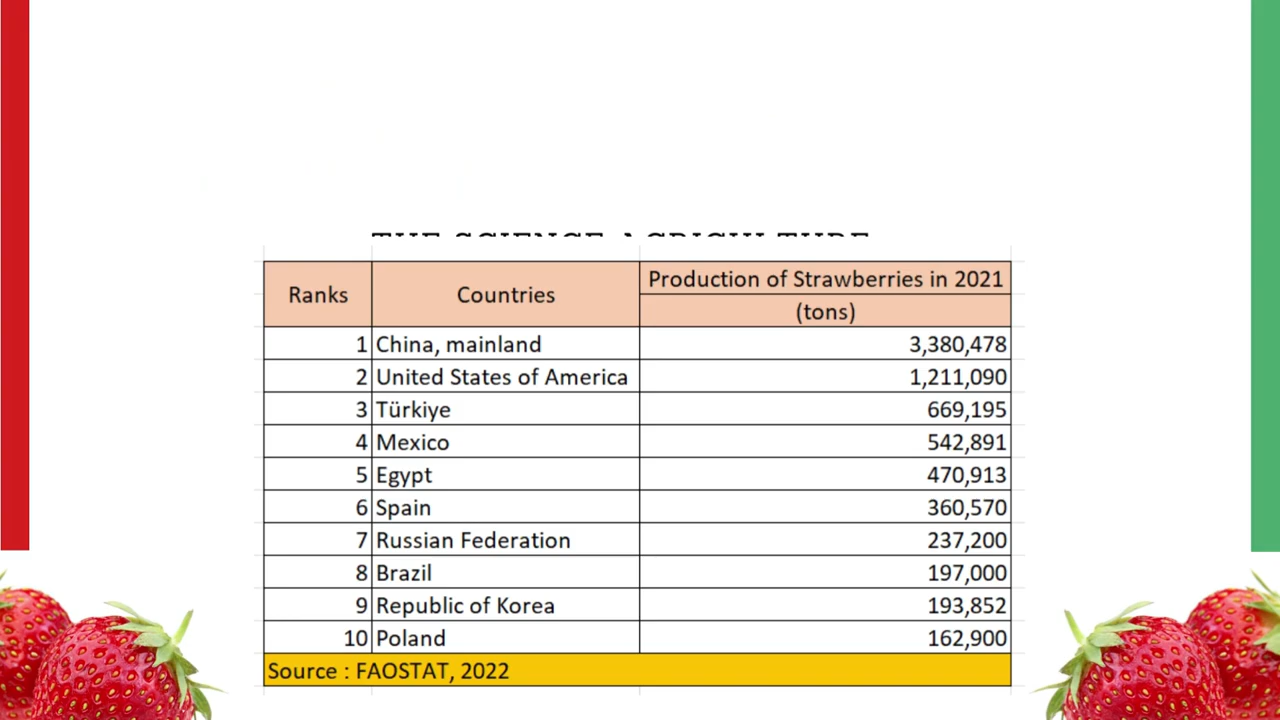 THE SCIENCE AGRICULTURE
Ranks Countries Production of Strawberries in 2021
(tons)
1 China, mainland 3,380,478
2 United States of America 1,211,090
3 Türkiye 669,195
4 Mexico 542,891
5 Egypt 470,913
6 Spain 360,570
7 Russian Federation 237,200
8 Brazil 197,000
9 Republic of Korea 193,852
10 Poland 162,900
Source : FAOSTAT, 2022